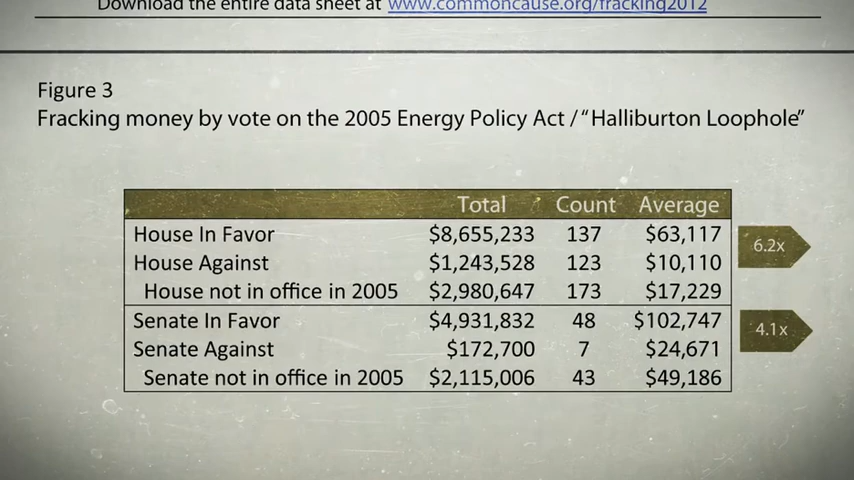 Download the entire data sheet at www.commoncause.org/fracking2012
Figure 3
Fracking money by vote on the 2005 Energy Policy Act / “Halliburton Loophole”
Total Count Average
House In Favor $8,655,233 137 $63,117 6.2x
House Against $1,243,528 123 $10,110
House not in office in 2005 $2,980,647 173 $17,229
Senate In Favor $4,931,832 48 $102,747 4.1x
Senate Against $172,700 7 $24,671
Senate not in office in 2005 $2,115,006 43 $49,186